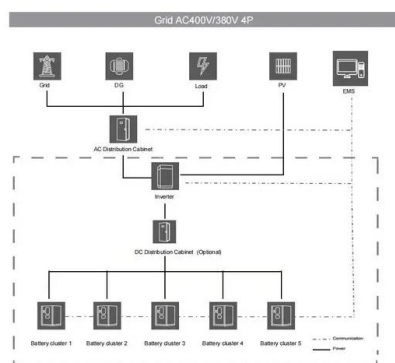 Grid AC400V/380V 4P
Grid DG Load PV EMS
AC Distribution Cabinet
Inverter
DC Distribution Cabinet (Optional)
Battery cluster 1 Battery cluster 2 Battery cluster 3 Battery cluster 4 Battery cluster 5
Communication
Power